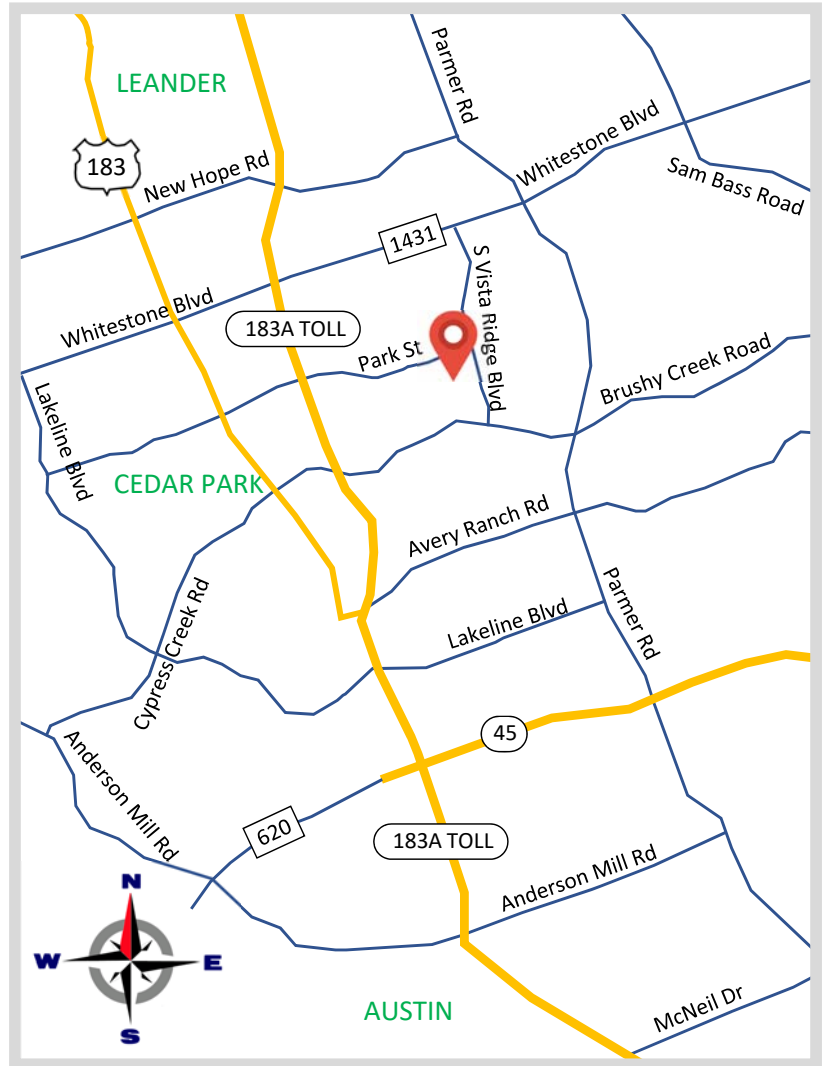 Parmer Rd
LEANDER
183
New Hope Rd
Whitestone Blvd
Sam Bass Road
1431
S Vista Ridge Blvd
Whitestone Blvd
183A TOLL
Park St
Brushy Creek Road
Lakeline Blvd
CEDAR PARK
Avery Ranch Rd
Cypress Creek Rd
Lakeline Blvd
Parmer Rd
45
Anderson Mill Rd
620
183A TOLL
Anderson Mill Rd
N
W
E
S
AUSTIN
McNeil Dr